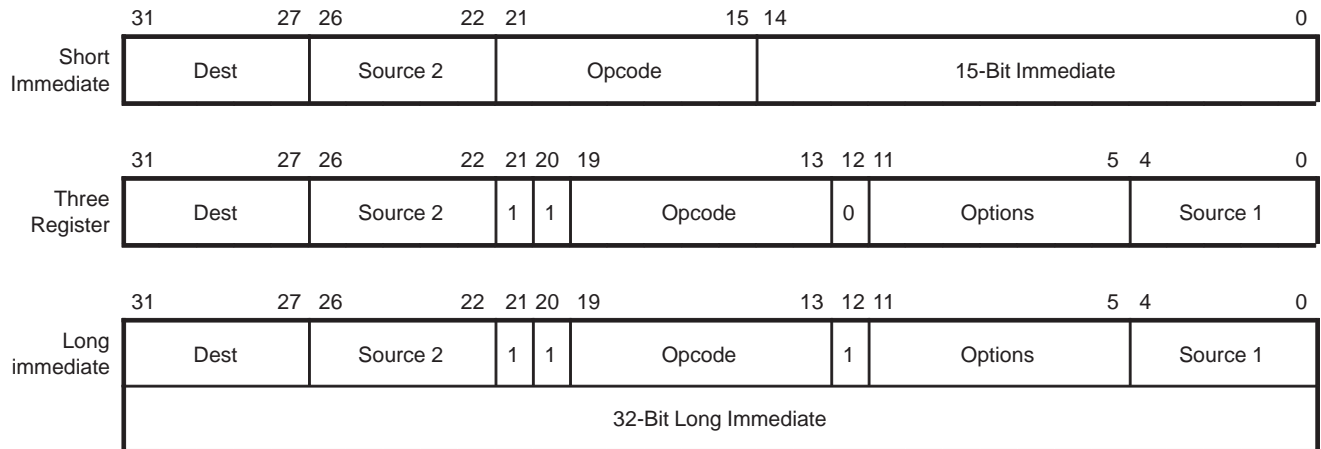 31 27 26 22 21 15 14 0
Short
Immediate
Dest Source 2 Opcode 15-Bit Immediate
31 27 26 22 21 20 19 13 12 11 5 4 0
Three
Register
Dest Source 2 1 1 Opcode 0 Options Source 1
31 27 26 22 21 20 19 13 12 11 5 4 0
Long
immediate
Dest Source 2 1 1 Opcode 1 Options Source 1
32-Bit Long Immediate